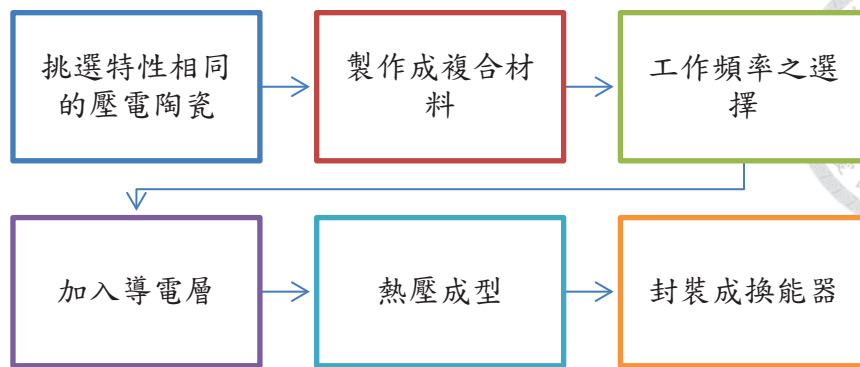 挑選特性相同
的壓電陶瓷
製作成複合材
料
工作頻率之選
擇
加入導電層
熱壓成型
封裝成換能器